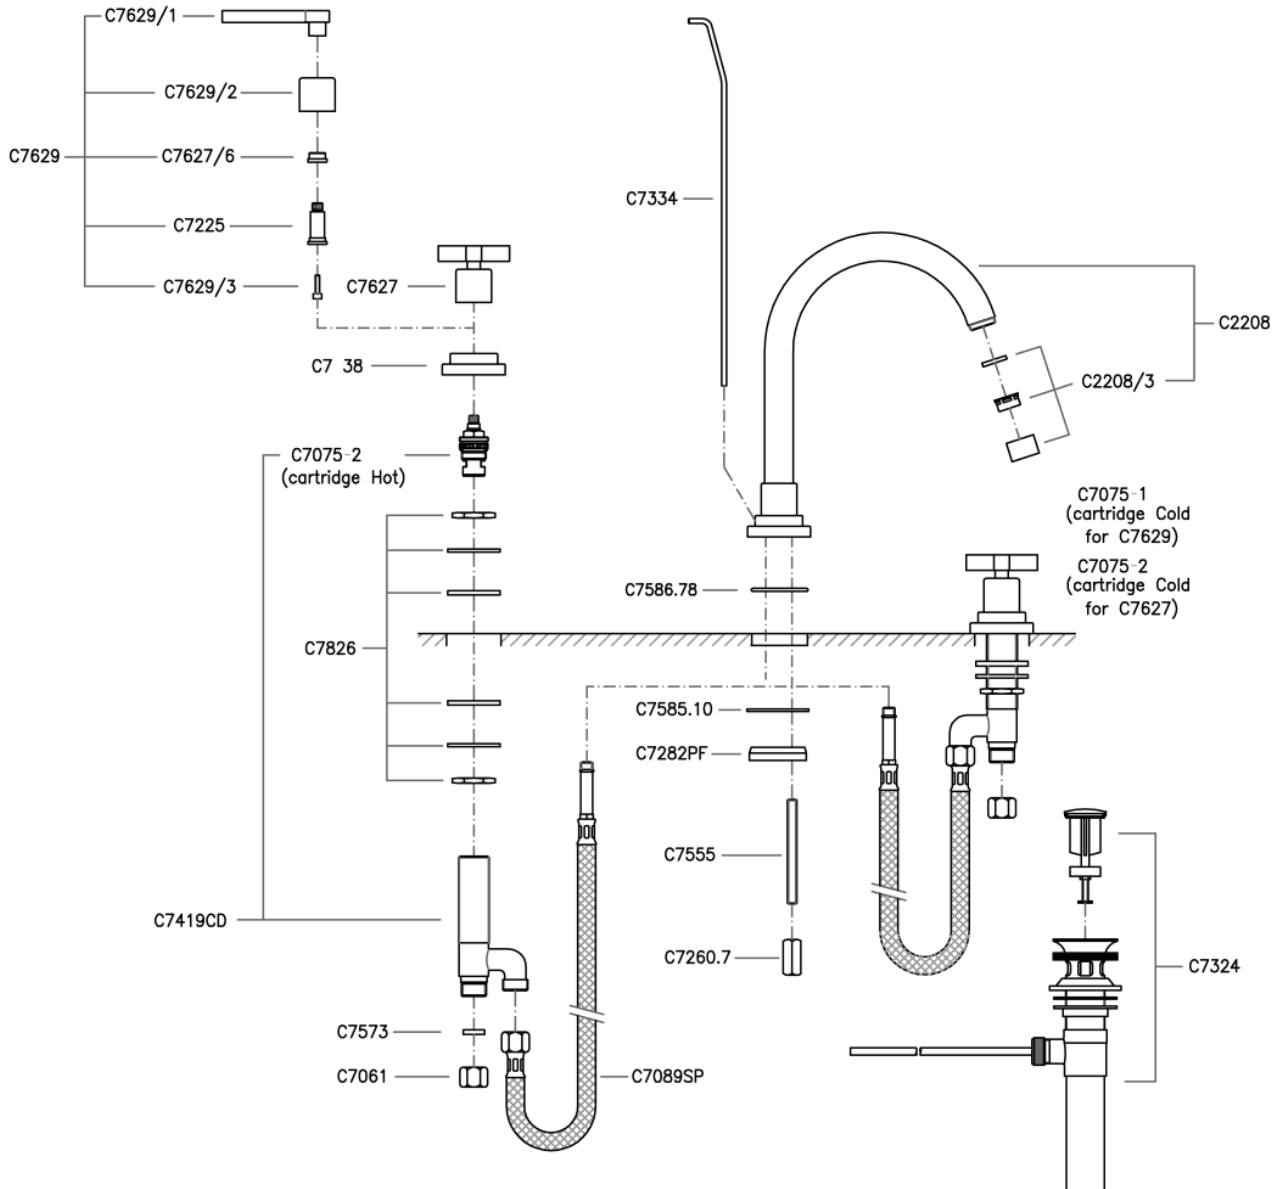 C7629/1
C7629/2
C7629
C7627/6
C7225
C7629/3
C7627
C7 38
C7075-2
(cartridge Hot)
C7826
C7419CD
C7573
C7061
C7089SP
C7334
C2208
C2208/3
C7586.78
C7075-1
(cartridge Cold
for C7629)
C7075-2
(cartridge Cold
for C7627)
C7585.10
C7282PF
C7555
C7260.7
C7324